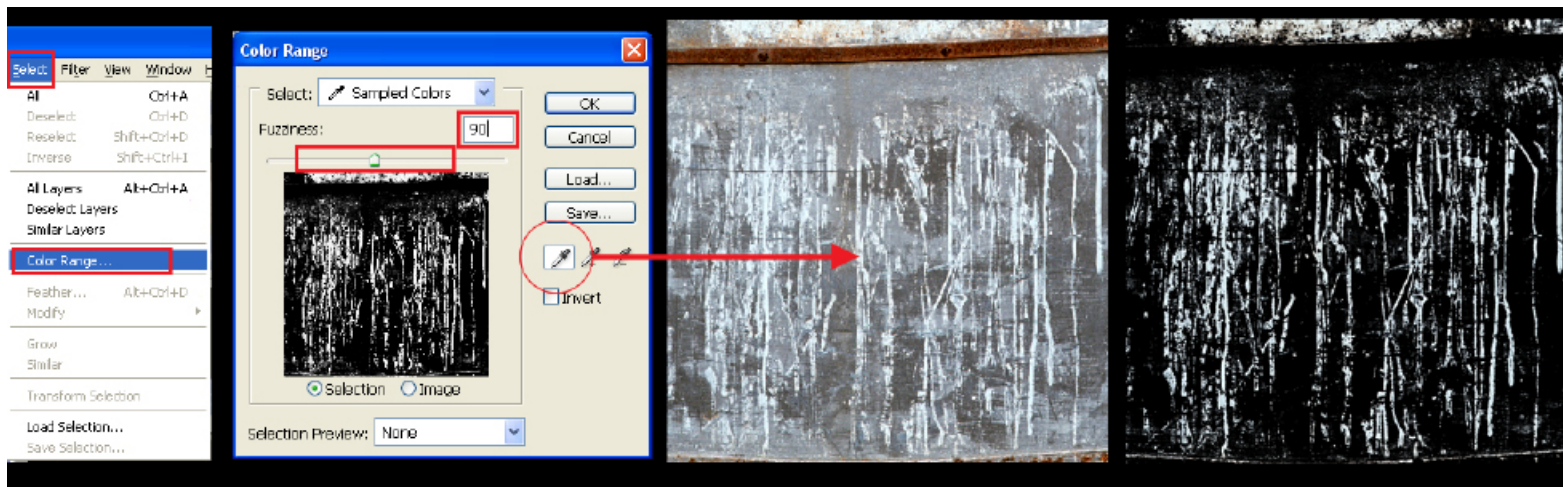 Select Filter View Window H
All Ctrl+A
Deselect Ctrl+D
Reselect Shift+Ctrl+D
Inverse Shift+Ctrl+I
All Layers Alt+Ctrl+A
Deselect Layers
Similar Layers
Color Range...
Feather... Alt+Ctrl+D
Modify
Grow
Similar
Transform Selection
Load Selection...
Save Selection...
Color Range
Select: Sampled Colors
Fuzziness: 90
Selection Image
Selection Preview: None
OK
Cancel
Load...
Save...
Invert